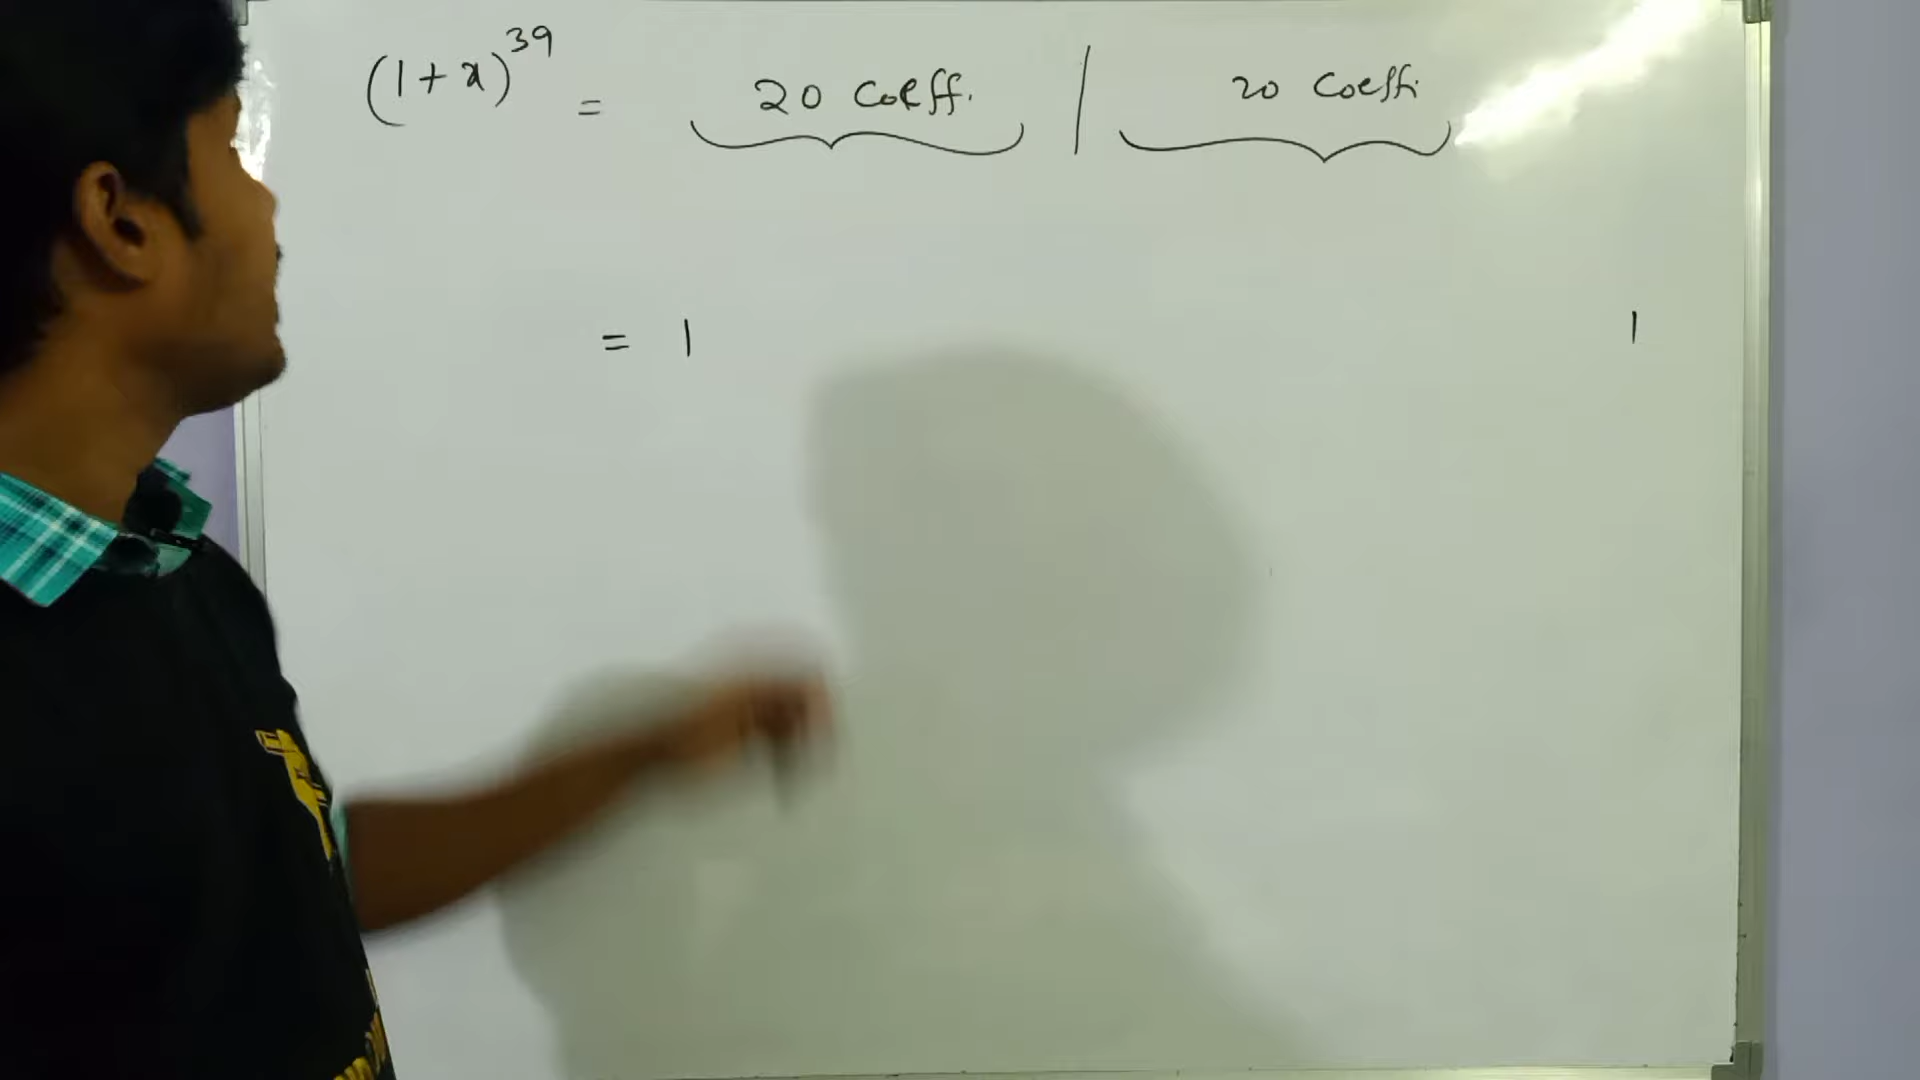 (1+x)^39 = 20 Coeff. | 20 Coeffi
= 1 1